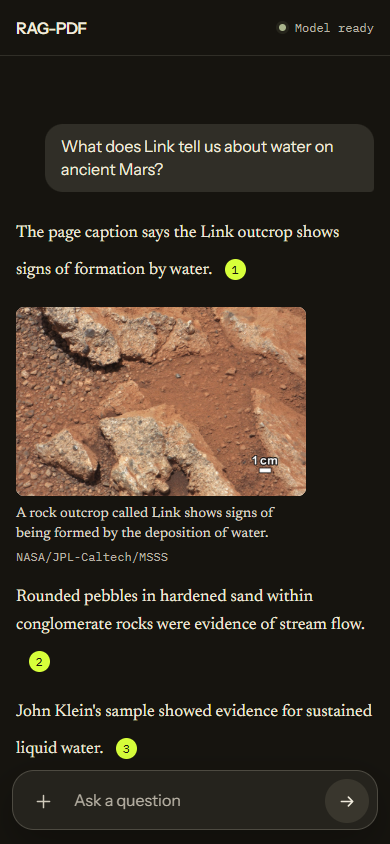 RAG-PDF
Model ready
What does Link tell us about water on
ancient Mars?
The page caption says the Link outcrop shows
signs of formation by water. 1
1 cm
A rock outcrop called Link shows signs of
being formed by the deposition of water.
NASA/JPL-Caltech/MSSS
Rounded pebbles in hardened sand within
conglomerate rocks were evidence of stream flow.
2
John Klein's sample showed evidence for sustained
liquid water. 3
Ask a question